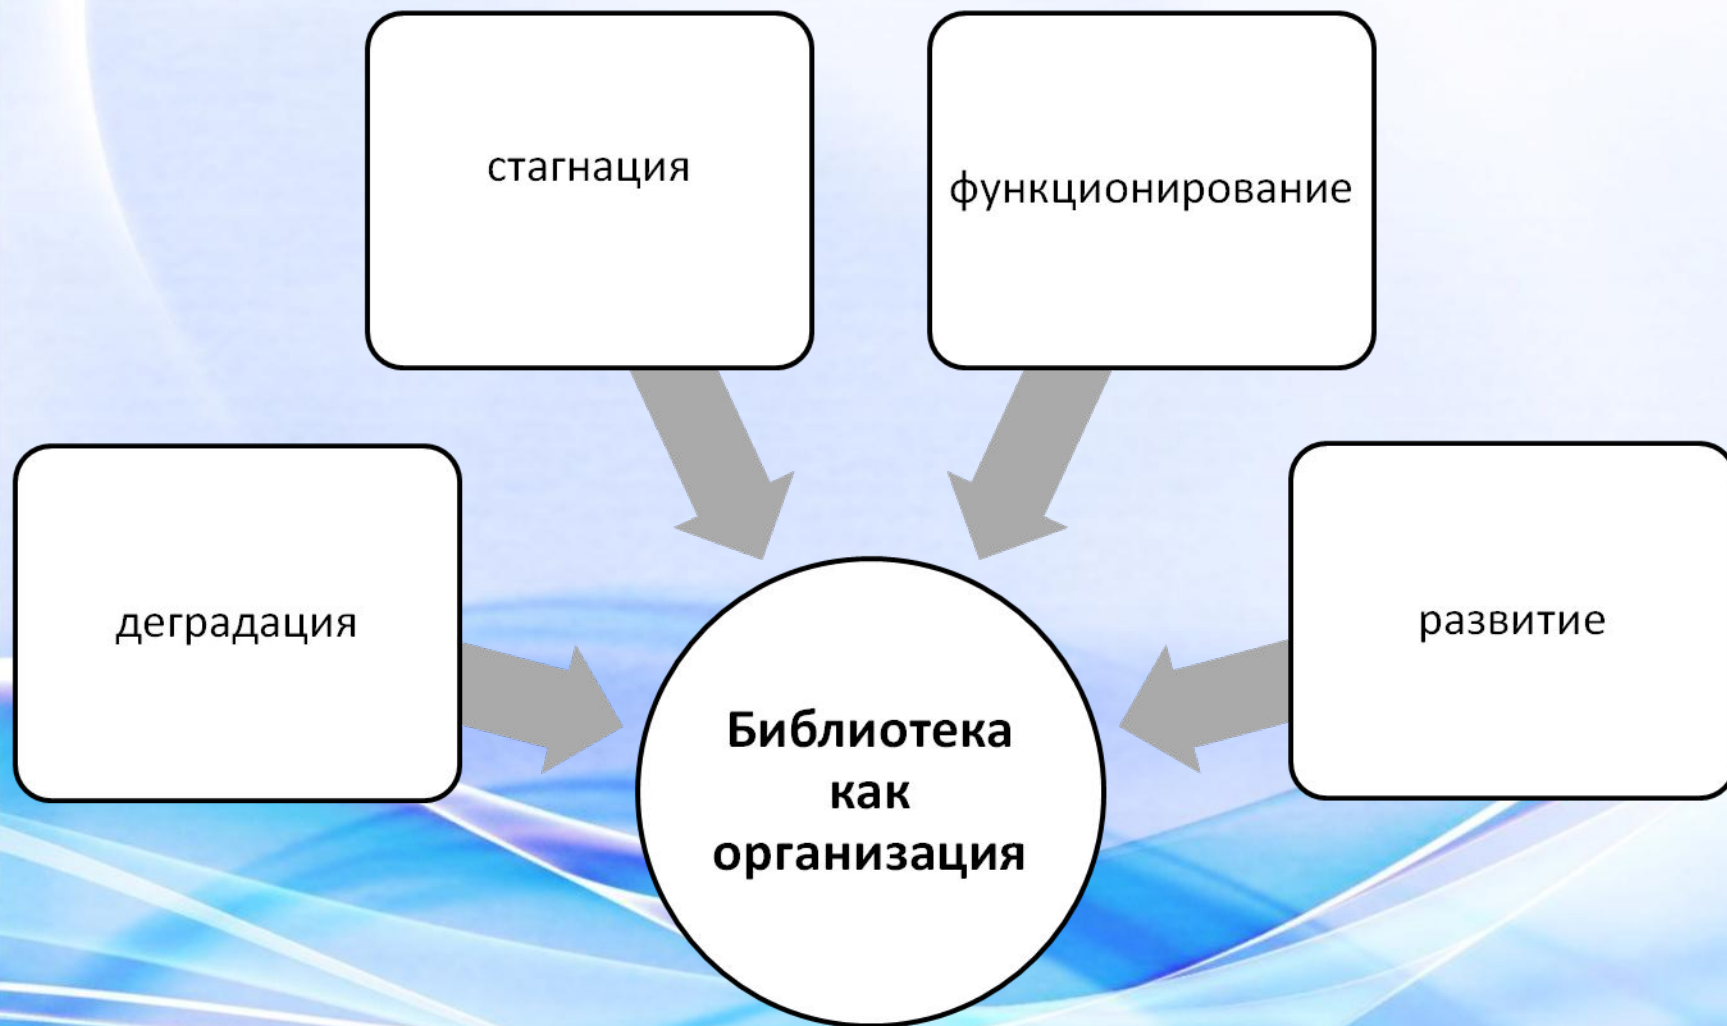 стагнация
функционирование
деградация
развитие
Библиотека
как
организация